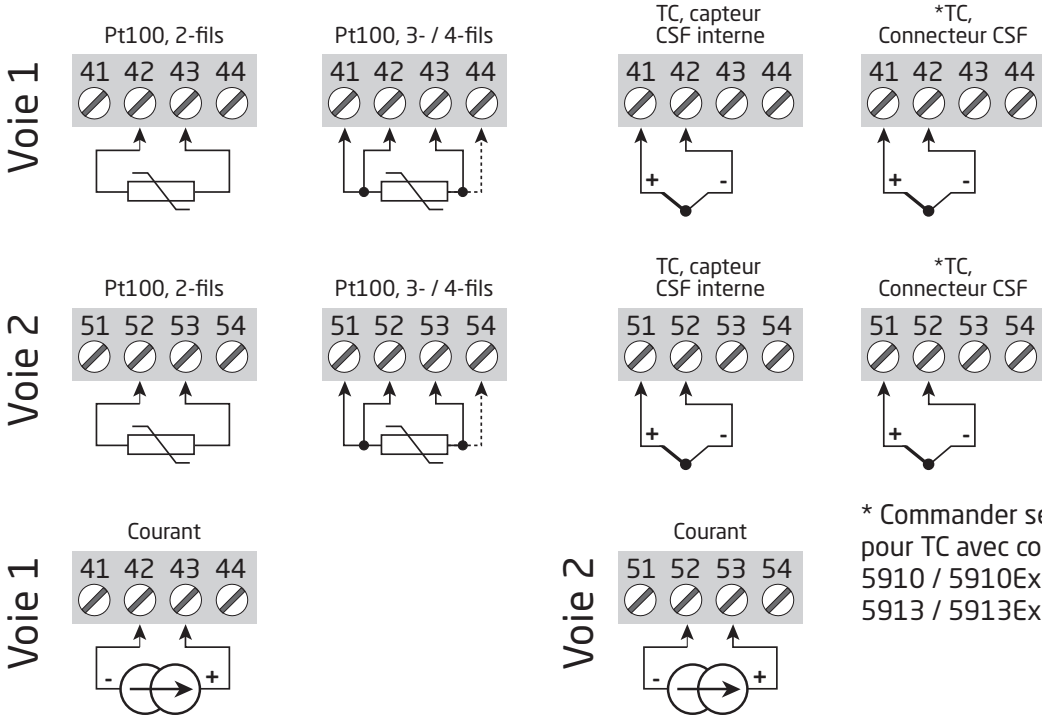 Voie 1
Pt100, 2-fils
41 42 43 44
Pt100, 3- / 4-fils
41 42 43 44
TC, capteur
CSF interne
41 42 43 44
+ -
*TC,
Connecteur CSF
41 42 43 44
+ -
Voie 2
Pt100, 2-fils
51 52 53 54
Pt100, 3- / 4-fils
51 52 53 54
TC, capteur
CSF interne
51 52 53 54
+ -
*TC,
Connecteur CSF
51 52 53 54
+ -
Voie 1
Courant
41 42 43 44
- +
Voie 2
Courant
51 52 53 54
- +
* Commander
pour TC avec
5910 / 5910Ex
5913 / 5913Ex